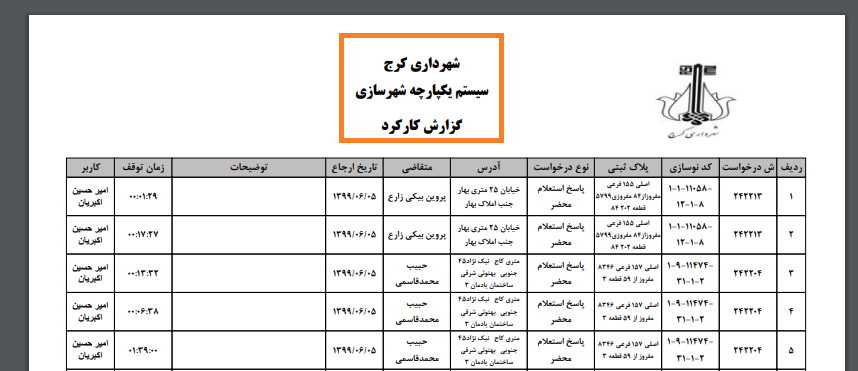 شهرداری کرج
سیستم یکپارچه شهرسازی
گزارش کارکرد
شهرداری کرج
ردیف ش درخواست کد نوسازی پلاک ثبتی نوع درخواست آدرس متقاضی تاریخ ارجاع توضیحات زمان توقف کاربر
۱ ۲۴۲۲۱۳ ۱-۱-۱۱۰۵۸-۱۲-۱-۸ اصلی ۱۵۵ فرعی مفروزاز۸۴ مفروزی۵۷۹۹ قطعه ۲۰۲ ۸۴ پاسخ استعلام محضر خیابان ۲۵ متری بهار جنب املاک بهار پروین بیکی زارع ۱۳۹۹/۰۶/۰۵ ۰۰:۰۱:۲۹ امیر حسین اکبریان
۲ ۲۴۲۲۱۳ ۱-۱-۱۱۰۵۸-۱۲-۱-۸ اصلی ۱۵۵ فرعی مفروزاز۸۴ مفروزی۵۷۹۹ قطعه ۲۰۲ ۸۴ پاسخ استعلام محضر خیابان ۲۵ متری بهار جنب املاک بهار پروین بیکی زارع ۱۳۹۹/۰۶/۰۵ ۰۰:۱۷:۲۷ امیر حسین اکبریان
۳ ۲۴۲۲۰۴ ۱-۹-۱۱۴۷۴-۳۱-۱-۲ اصلی ۱۵۷ فرعی ۸۳۴۶ مفروز از ۵۹ قطعه ۳ پاسخ استعلام محضر متری کاج نیک نژاد۴۵ جنوبی بهتوئی شرقی ساختمان یادمان ۳ حبیب محمدقاسمی ۱۳۹۹/۰۶/۰۵ ۰۰:۱۳:۳۲ امیر حسین اکبریان
۴ ۲۴۲۲۰۴ ۱-۹-۱۱۴۷۴-۳۱-۱-۲ اصلی ۱۵۷ فرعی ۸۳۴۶ مفروز از ۵۹ قطعه ۳ پاسخ استعلام محضر متری کاج نیک نژاد۴۵ جنوبی بهتوئی شرقی ساختمان یادمان ۳ حبیب محمدقاسمی ۱۳۹۹/۰۶/۰۵ ۰۰:۰۶:۳۸ امیر حسین اکبریان
۵ ۲۴۲۲۰۴ ۱-۹-۱۱۴۷۴-۳۱-۱-۲ اصلی ۱۵۷ فرعی ۸۳۴۶ مفروز از ۵۹ قطعه ۳ پاسخ استعلام محضر متری کاج نیک نژاد۴۵ جنوبی بهتوئی شرقی ساختمان یادمان ۳ حبیب محمدقاسمی ۱۳۹۹/۰۶/۰۵ ۰۱:۳۹:۰۰ امیر حسین اکبریان